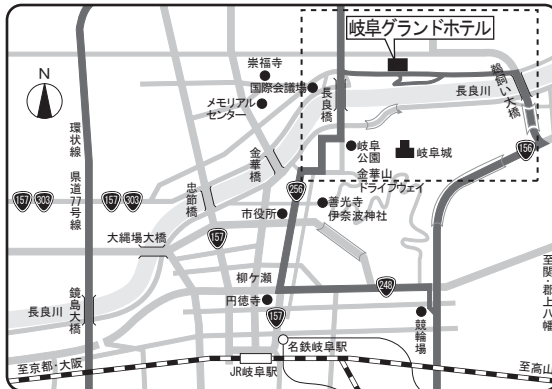 岐阜グランドホテル
崇福寺
国際会議場
メモリアル
センター
N
長良橋
鵜飼い大橋
長良川
環状線 県道77号線
金華橋
岐阜
公園
岐阜城
156
金華山
ドライブウェイ
忠節橋
157
303
157
303
256
市役所
善光寺
伊奈波神社
157
大縄場大橋
柳ケ瀬
248
至関・郡上八幡
長良川
鏡島大橋
円徳寺
157
競輪場
名鉄岐阜駅
至京都・大阪
JR岐阜駅
至高山